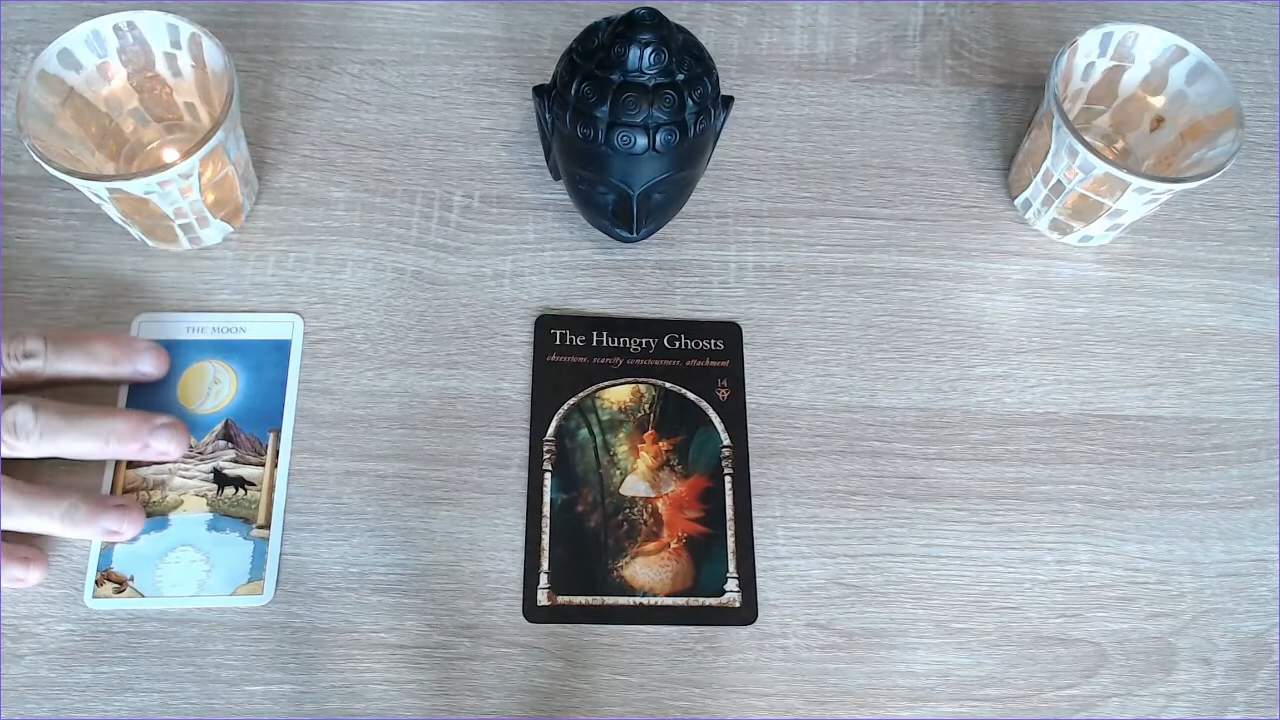 THE MOON
The Hungry Ghosts
obsessions, scarcity consciousness, attachment
14